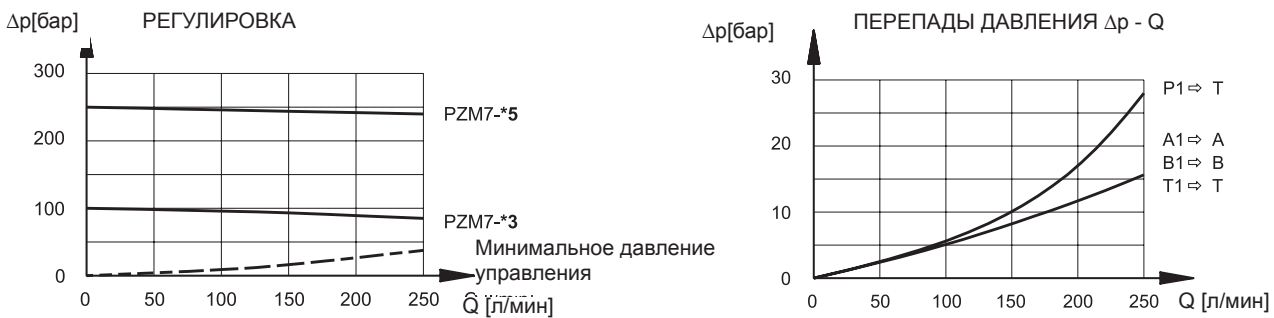 Δp[бар]
РЕГУЛИРОВКА
300
200
100
0
0 50 100 150 200 250
PZM7-*5
PZM7-*3
Минимальное давление
управления
Q [л/мин]
Δp[бар]
ПЕРЕПАДЫ ДАВЛЕНИЯ Δp - Q
30
20
10
0
0 50 100 150 200 250 Q [л/мин]
P1⇨ T
A1⇨ A
B1⇨ B
T1⇨ T